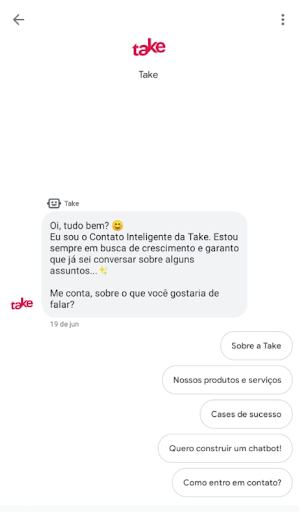 take
Take
Take
Oi, tudo bem? 😄
Eu sou o Contato Inteligente da Take. Estou
sempre em busca de crescimento e garanto
que já sei conversar sobre alguns
assuntos...✨
Me conta, sobre o que você gostaria de
falar?
take
19 de jun
Sobre a Take
Nossos produtos e serviços
Cases de sucesso
Quero construir um chatbot!
Como entro em contato?